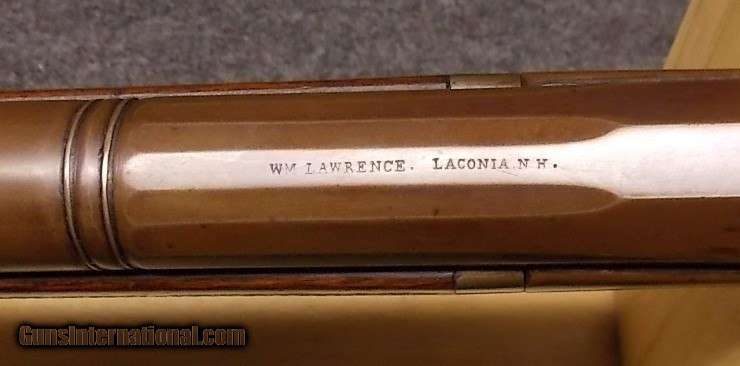 WM LAWRENCE. LACONIA. N H.
GunsInternational.com